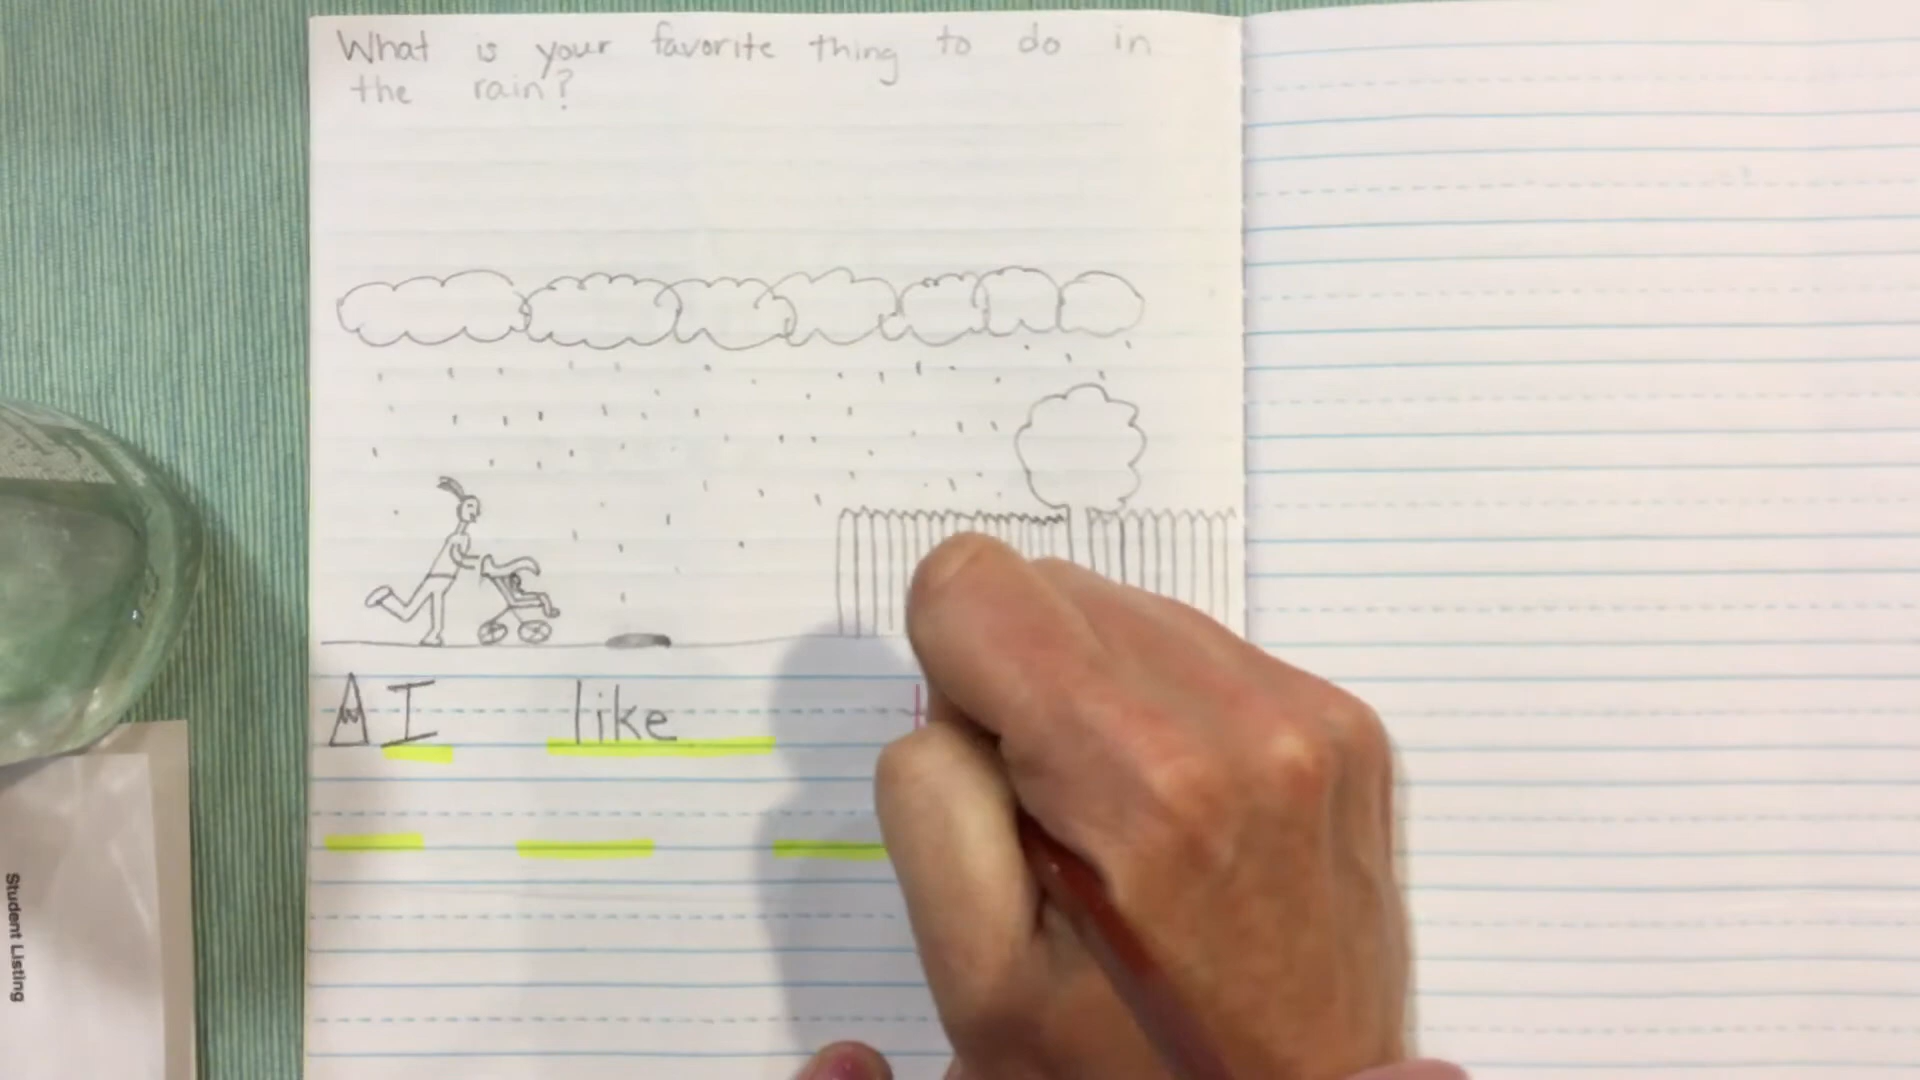 What is your favorite thing to do in
the rain?
I like
Student Listing